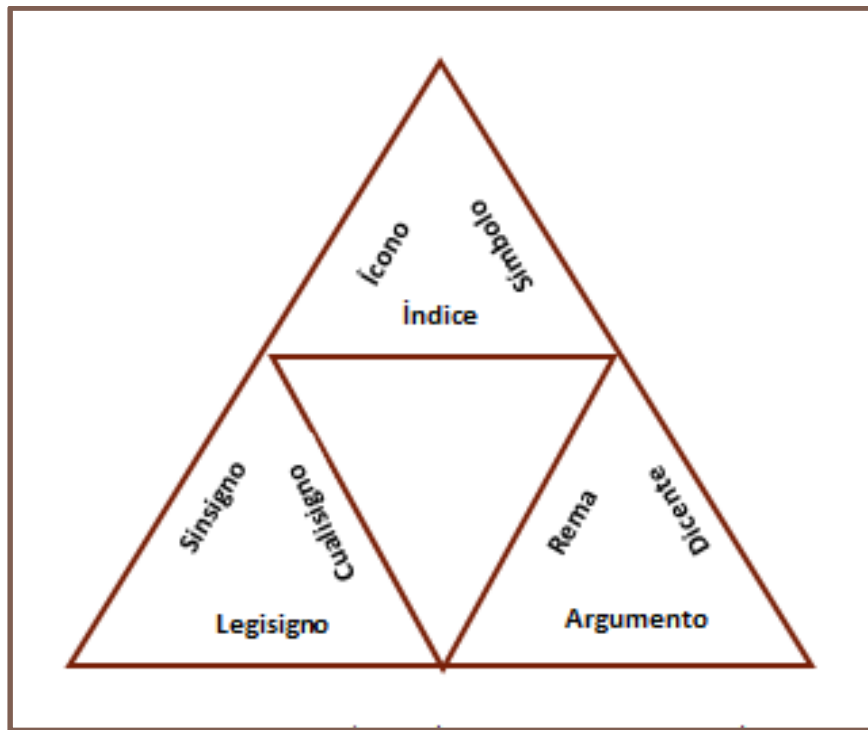 Ícono
Símbolo
Índice
Sinsigno
Cualisigno
Legisigno
Rema
Dicente
Argumento